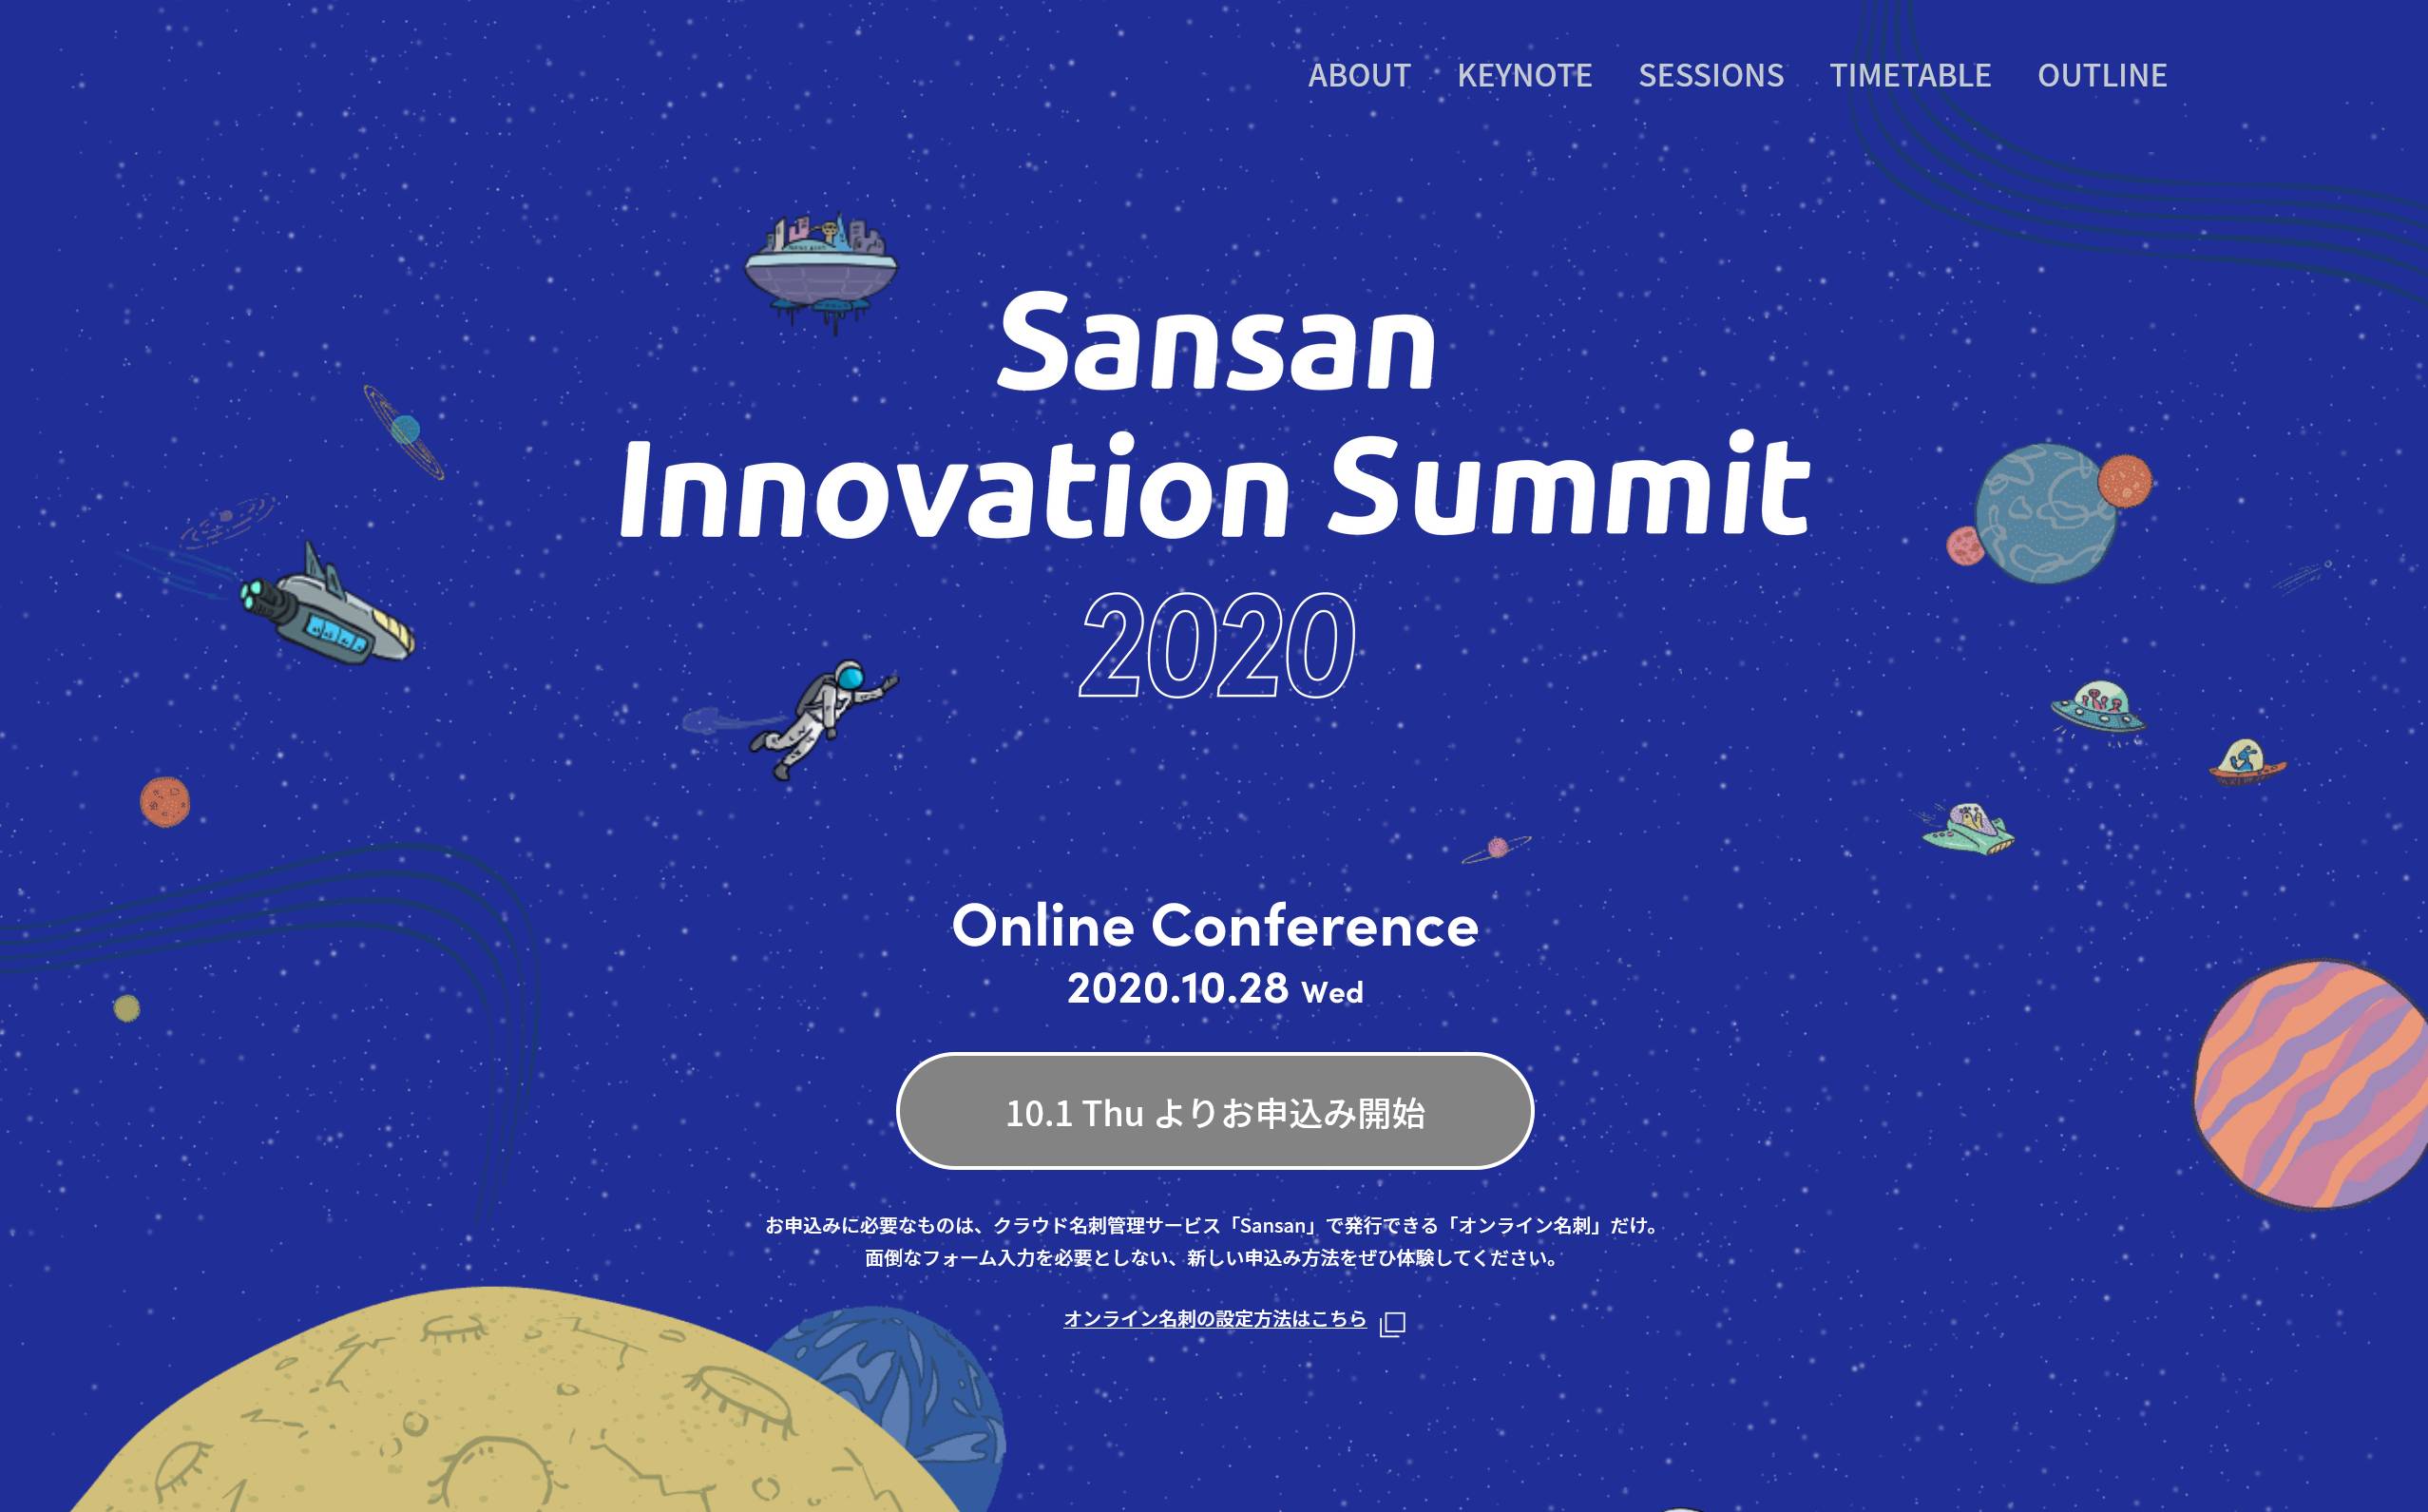 ABOUT KEYNOTE SESSIONS TIMETABLE OUTLINE
Sansan
Innovation Summit
2020
Online Conference
2020.10.28 Wed
10.1 Thu よりお申込み開始
お申込みに必要なものは、クラウド名刺管理サービス「Sansan」で発行できる「オンライン名刺」だけ。
面倒なフォーム入力を必要としない、新しい申込み方法をぜひ体験してください。
オンライン名刺の設定方法はこちら